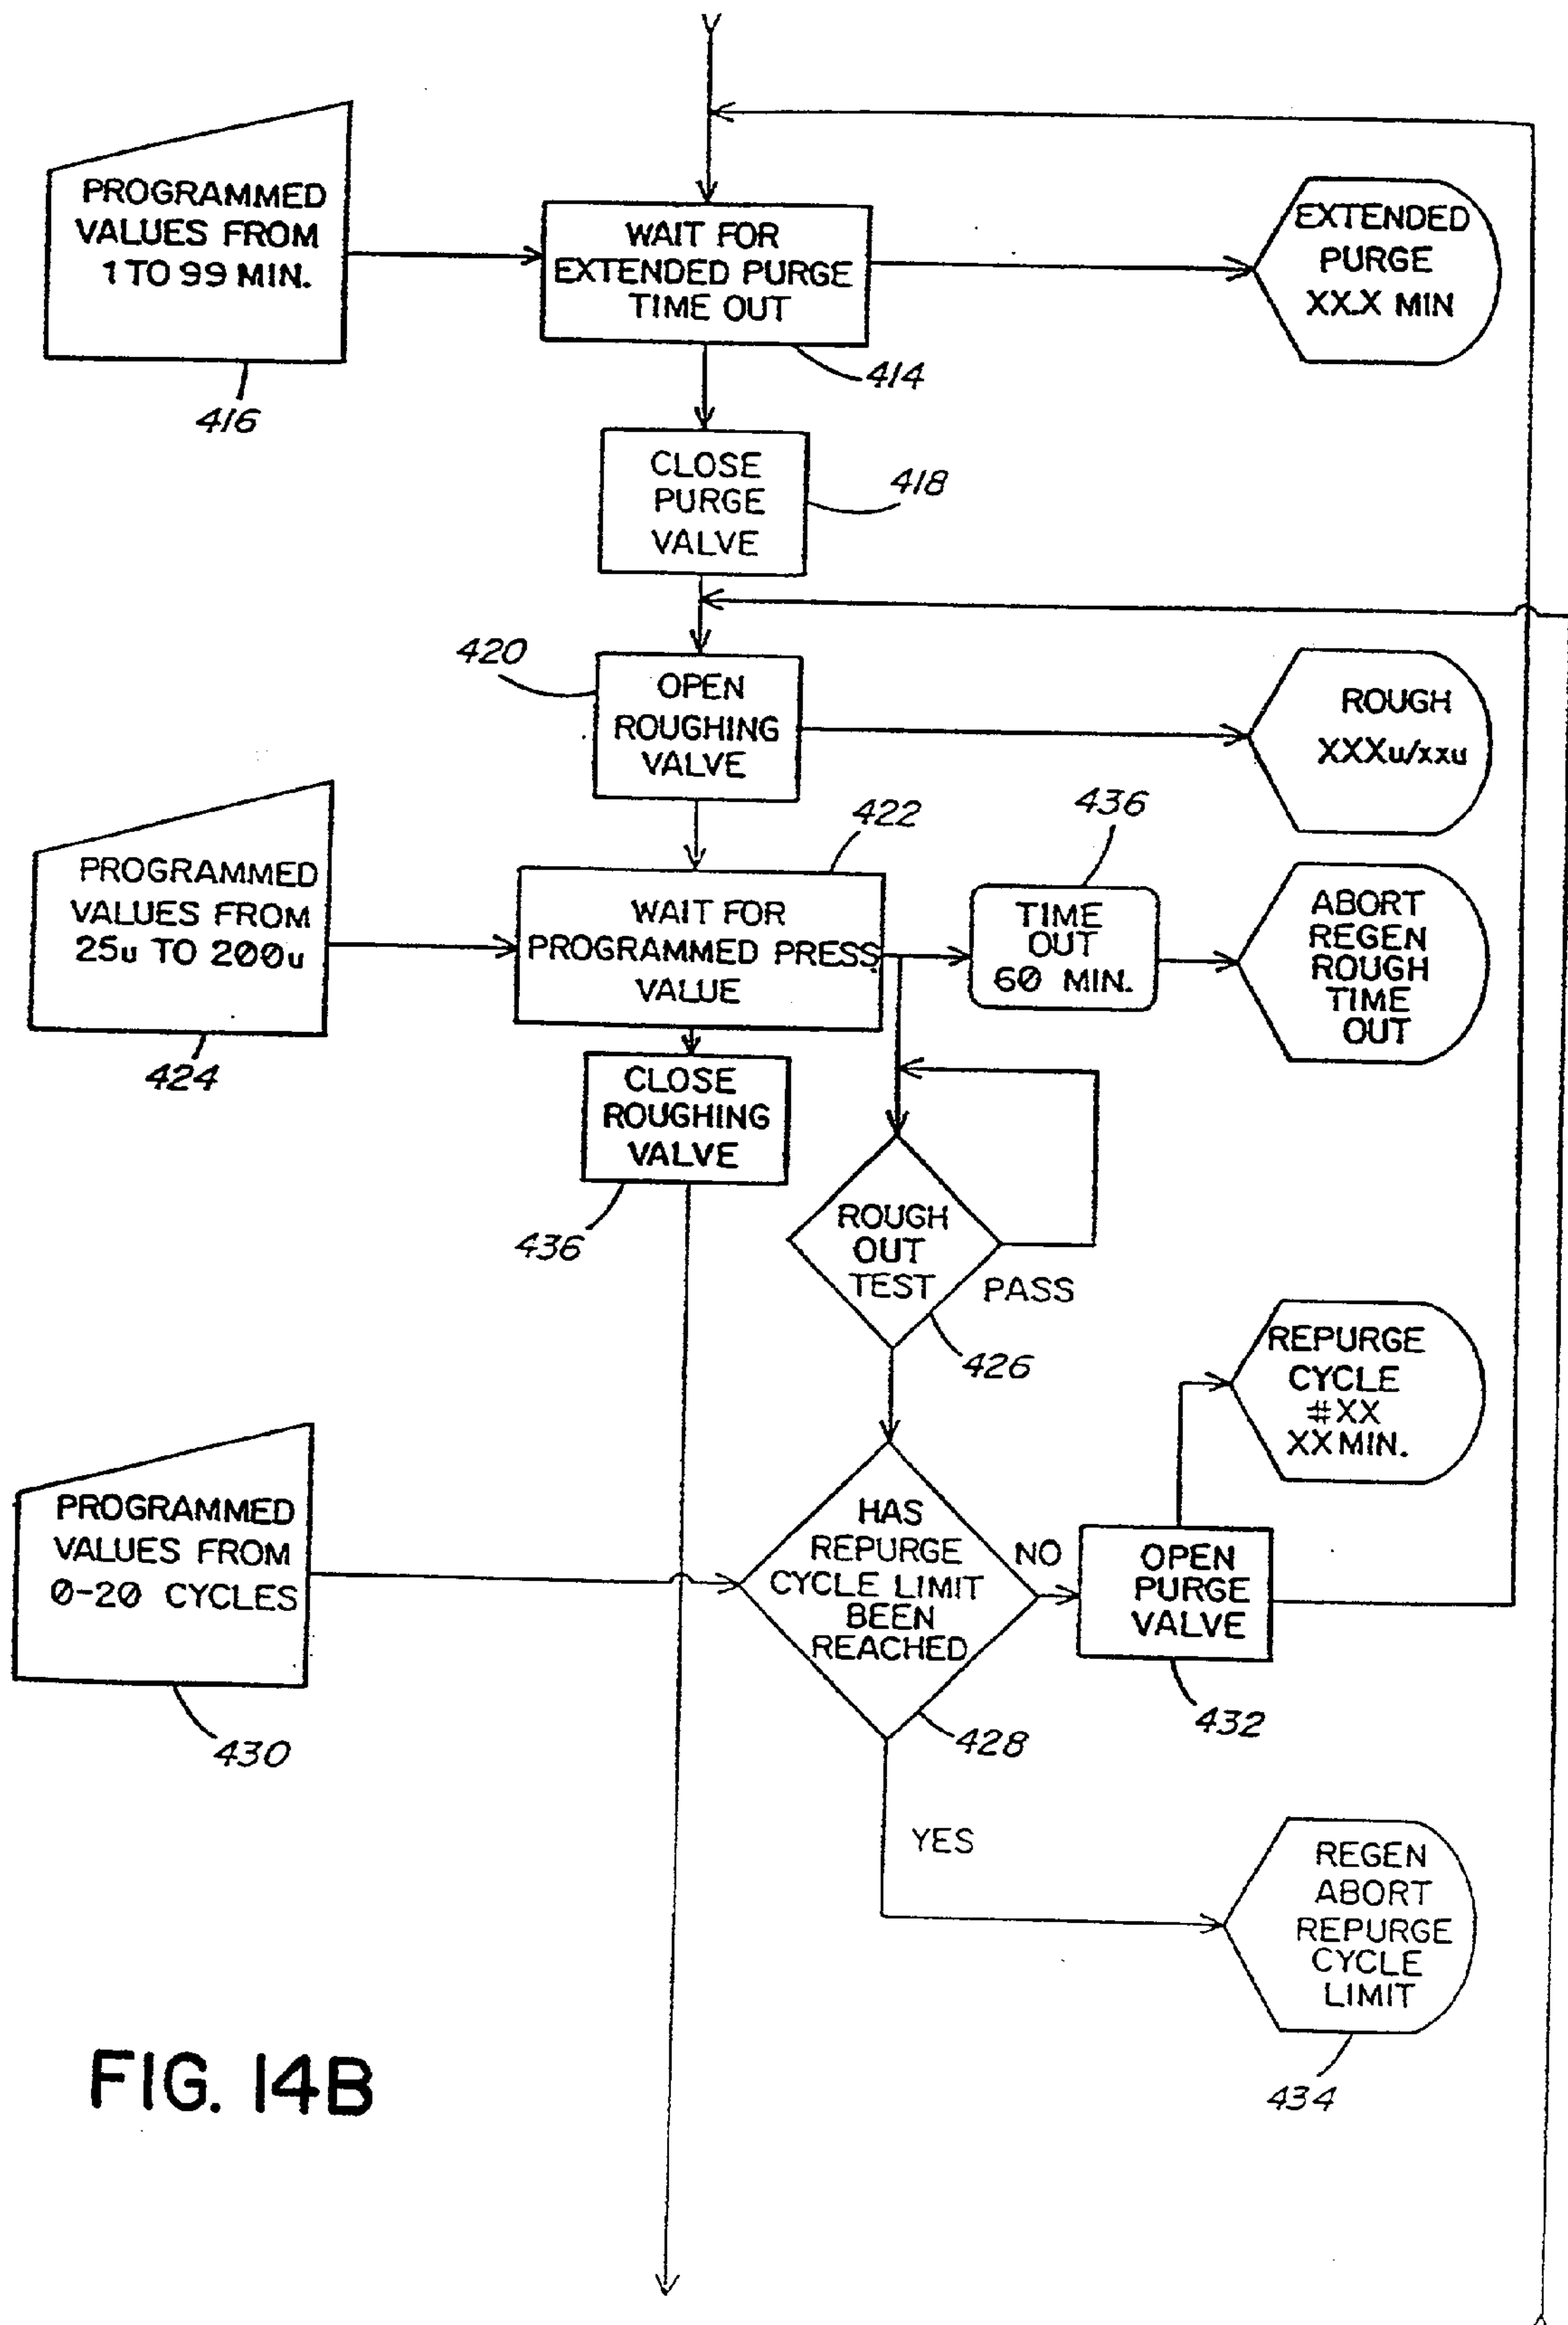 PROGRAMMED
VALUES FROM
1 TO 99 MIN.
416
WAIT FOR
EXTENDED PURGE
TIME OUT
414
EXTENDED
PURGE
XX.X MIN
CLOSE
PURGE
VALVE
418
420
OPEN
ROUGHING
VALVE
ROUGH
XXXu/xxu
PROGRAMMED
VALUES FROM
25u TO 200u
424
422
WAIT FOR
PROGRAMMED PRESS.
VALUE
436
TIME
OUT
60 MIN.
ABORT
REGEN
ROUGH
TIME
OUT
CLOSE
ROUGHING
VALVE
436
ROUGH
OUT
TEST
PASS
426
REPURGE
CYCLE
#XX
XX MIN.
PROGRAMMED
VALUES FROM
0-20 CYCLES
430
HAS
REPURGE
CYCLE LIMIT
BEEN
REACHED
428
NO
OPEN
PURGE
VALVE
432
YES
REGEN
ABORT
REPURGE
CYCLE
LIMIT
434
FIG. 14B